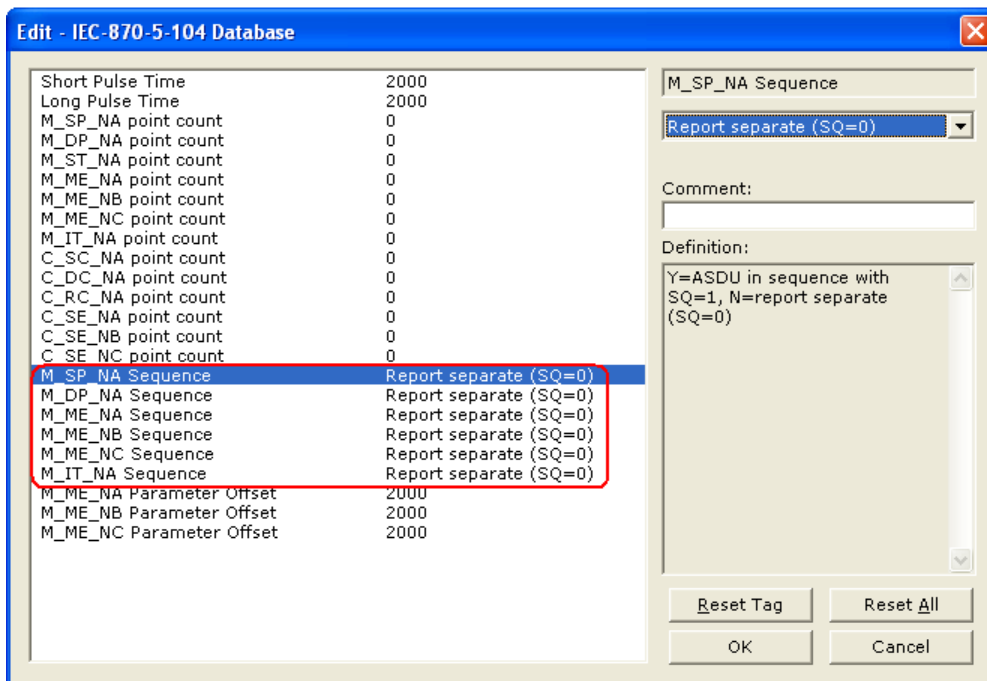 Edit - IEC-870-5-104 Database
Short Pulse Time 2000
Long Pulse Time 2000
M_SP_NA point count 0
M_DP_NA point count 0
M_ST_NA point count 0
M_ME_NA point count 0
M_ME_NB point count 0
M_ME_NC point count 0
M_IT_NA point count 0
C_SC_NA point count 0
C_DC_NA point count 0
C_RC_NA point count 0
C_SE_NA point count 0
C_SE_NB point count 0
C_SE_NC point count 0
M_SP_NA Sequence Report separate (SQ=0)
M_DP_NA Sequence Report separate (SQ=0)
M_ME_NA Sequence Report separate (SQ=0)
M_ME_NB Sequence Report separate (SQ=0)
M_ME_NC Sequence Report separate (SQ=0)
M_IT_NA Sequence Report separate (SQ=0)
M_ME_NA Parameter Offset 2000
M_ME_NB Parameter Offset 2000
M_ME_NC Parameter Offset 2000
M_SP_NA Sequence
Report separate (SQ=0)
Comment:
Definition:
Y=ASDU in sequence with
SQ=1, N=report separate
(SQ=0)
Reset Tag Reset All
OK Cancel